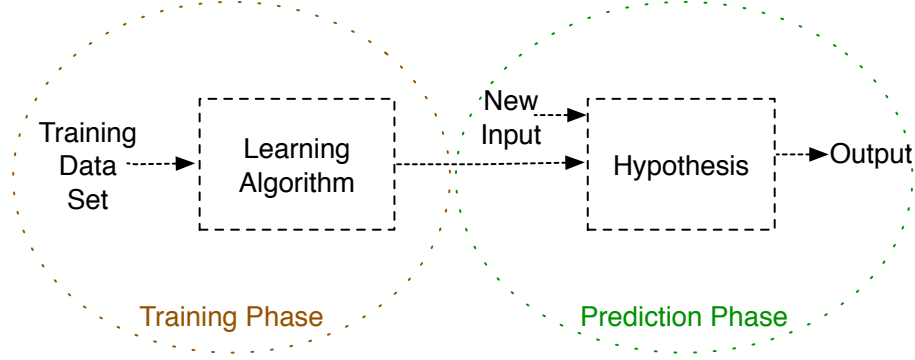 Training
Data
Set
Learning
Algorithm
New
Input
Hypothesis
Output
Training Phase
Prediction Phase